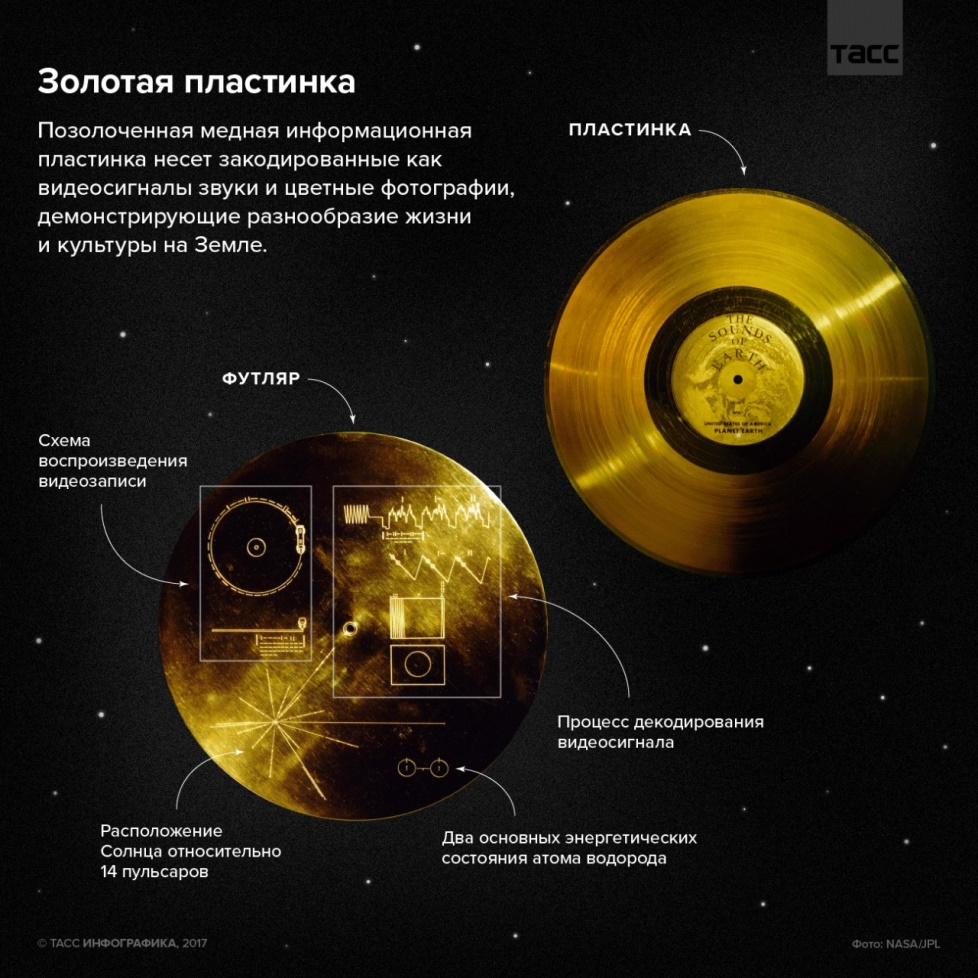 тасс
Золотая пластинка
Позолоченная медная информационная
пластинка несет закодированные как
видеосигналы звуки и цветные фотографии,
демонстрирующие разнообразие жизни
и культуры на Земле.
ПЛАСТИНКА
THE
SOUNDS
OF
EARTH
UNITED STATES OF AMERICA
PLANET EARTH
ФУТЛЯР
Схема
воспроизведения
видеозаписи
Процесс декодирования
видеосигнала
Расположение
Солнца относительно
14 пульсаров
Два основных энергетических
состояния атома водорода
© ТАСС ИНФОГРАФИКА, 2017
Фото: NASA/JPL